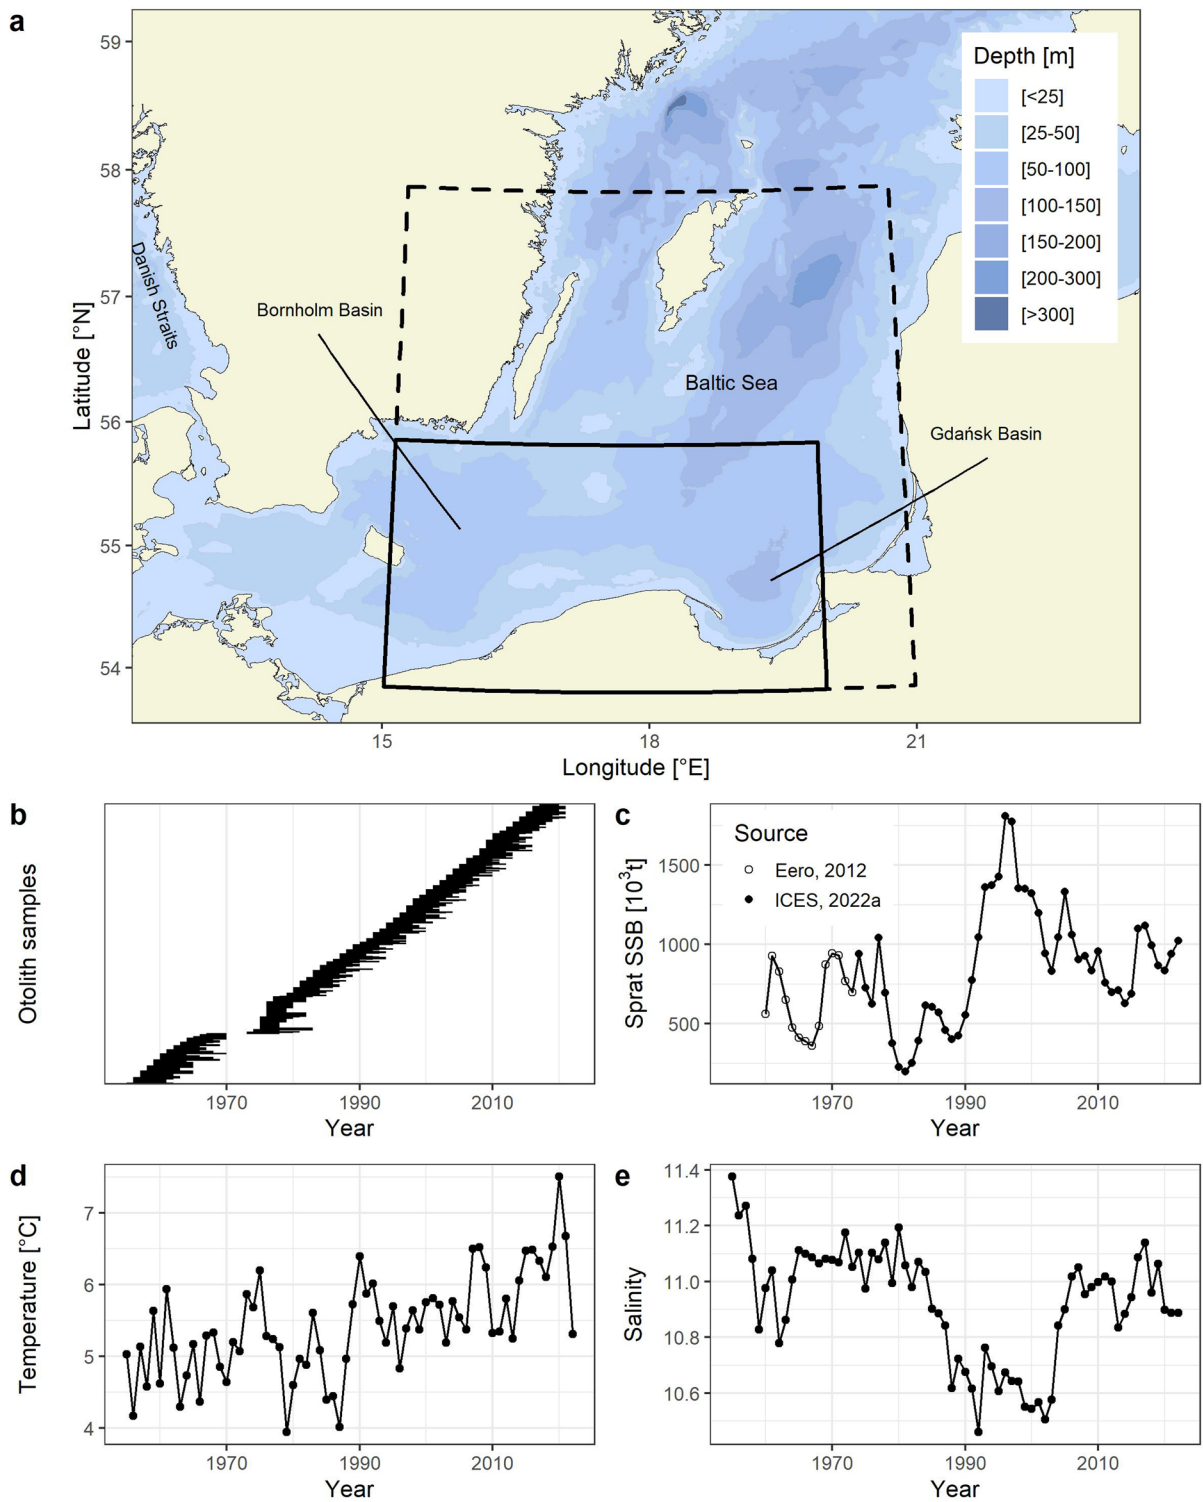 a
59
58
57
56
55
54
Latitude [°N]
Danish Straits
Bornholm Basin
Baltic Sea
Gdańsk Basin
Depth [m]
[<25]
[25-50]
[50-100]
[100-150]
[150-200]
[200-300]
[>300]
15
18
21
Longitude [°E]
b
Otolith samples
1970
1990
2010
Year
c
Sprat SSB [10³t]
1500
1000
500
Source
Eero, 2012
ICES, 2022a
1970
1990
2010
Year
d
Temperature [°C]
7
6
5
4
1970
1990
2010
Year
e
Salinity
11.4
11.2
11.0
10.8
10.6
1970
1990
2010
Year